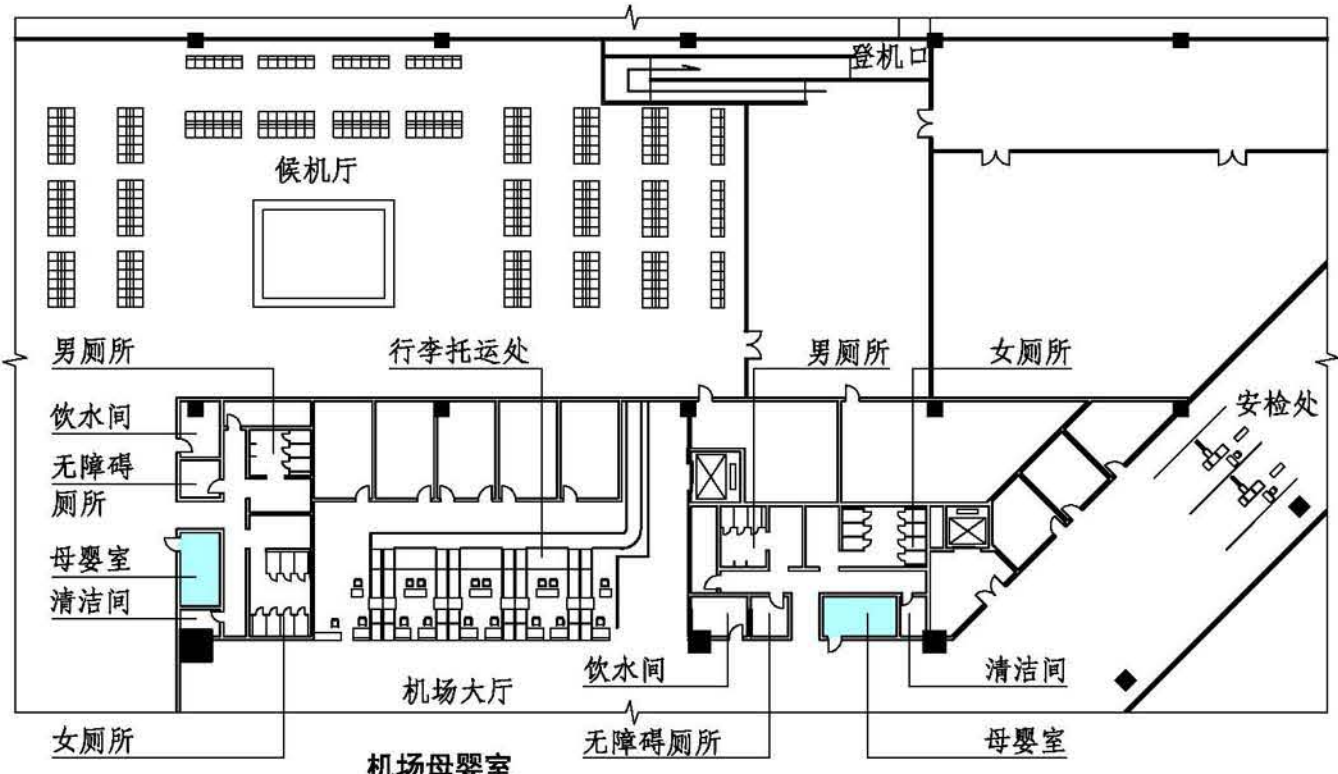 登机口
候机厅
男厕所
行李托运处
男厕所
女厕所
饮水间
安检处
无障碍
厕所
母婴室
清洁间
饮水间
清洁间
机场大厅
女厕所
无障碍厕所
母婴室
机场母婴室